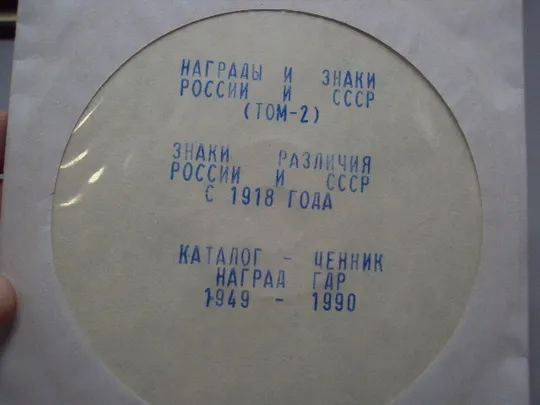 НАГРАДЫ И ЗНАКИ
РОССИИ И СССР
(ТОМ-2)
ЗНАКИ РАЗЛИЧИЯ
РОССИИ И СССР
С 1918 ГОДА
КАТАЛОГ - ЦЕННИК
НАГРАД ГДР
1949 - 1990